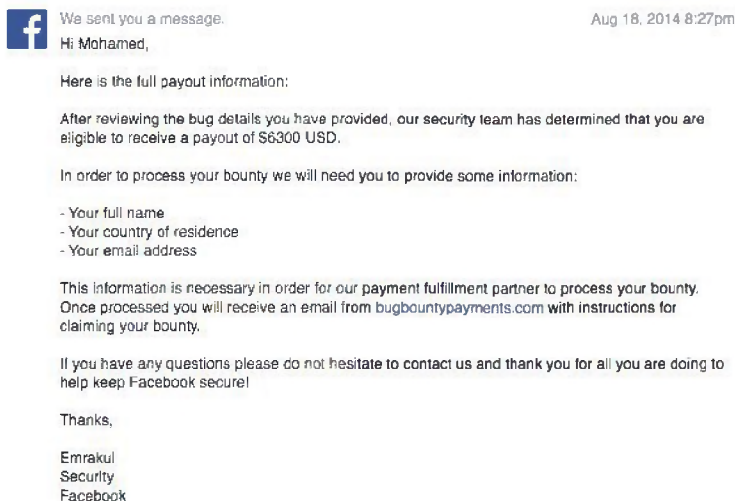 We sent you a message.
Aug 18, 2014 8:27pm
Hi Mohamed,
Here is the full payout information:
After reviewing the bug details you have provided, our security team has determined that you are
eligible to receive a payout of $6300 USD.
In order to process your bounty we will need you to provide some information:
- Your full name
- Your country of residence
- Your email address
This information is necessary in order for our payment fulfillment partner to process your bounty.
Once processed you will receive an email from bugbountypayments.com with instructions for
claiming your bounty.
If you have any questions please do not hesitate to contact us and thank you for all you are doing to
help keep Facebook secure!
Thanks,
Emrakul
Security
Facebook